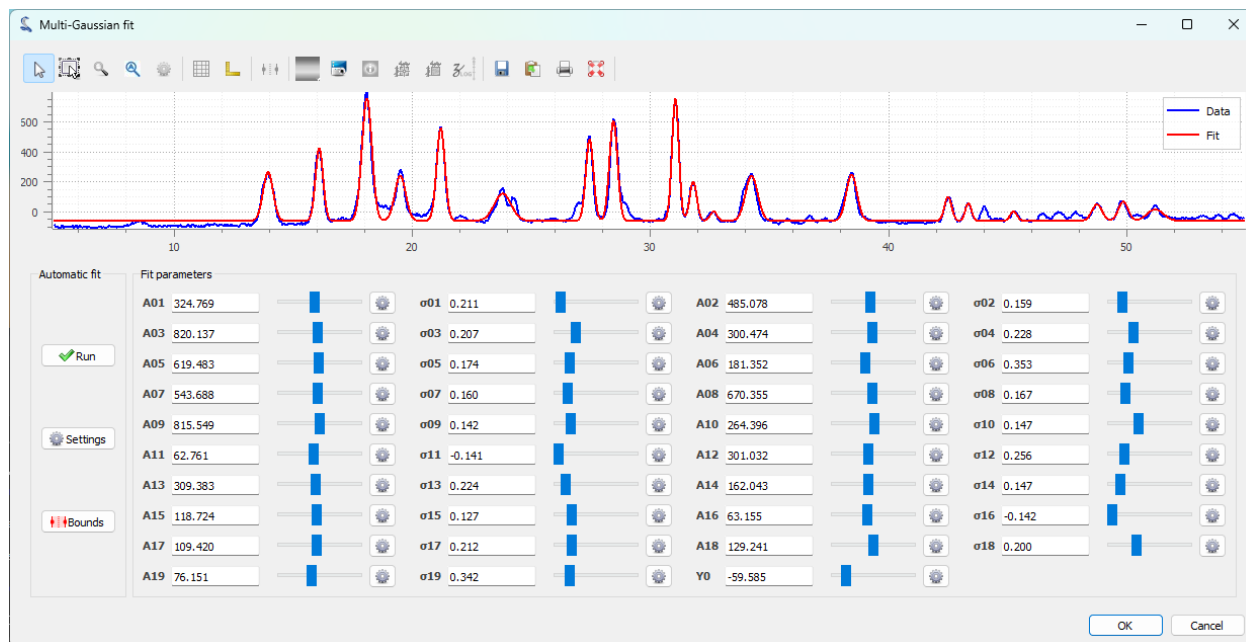 Multi-Gaussian fit
Data
Fit
600
400
200
0
10 20 30 40 50
Automatic fit
Run
Settings
Bounds
Fit parameters
A01 324.769 σ01 0.211 A02 485.078 σ02 0.159
A03 820.137 σ03 0.207 A04 300.474 σ04 0.228
A05 619.483 σ05 0.174 A06 181.352 σ06 0.353
A07 543.688 σ07 0.160 A08 670.355 σ08 0.167
A09 815.549 σ09 0.142 A10 264.396 σ10 0.147
A11 62.761 σ11 -0.141 A12 301.032 σ12 0.256
A13 309.383 σ13 0.224 A14 162.043 σ14 0.147
A15 118.724 σ15 0.127 A16 63.155 σ16 -0.142
A17 109.420 σ17 0.212 A18 129.241 σ18 0.200
A19 76.151 σ19 0.342 Y0 -59.585
OK Cancel